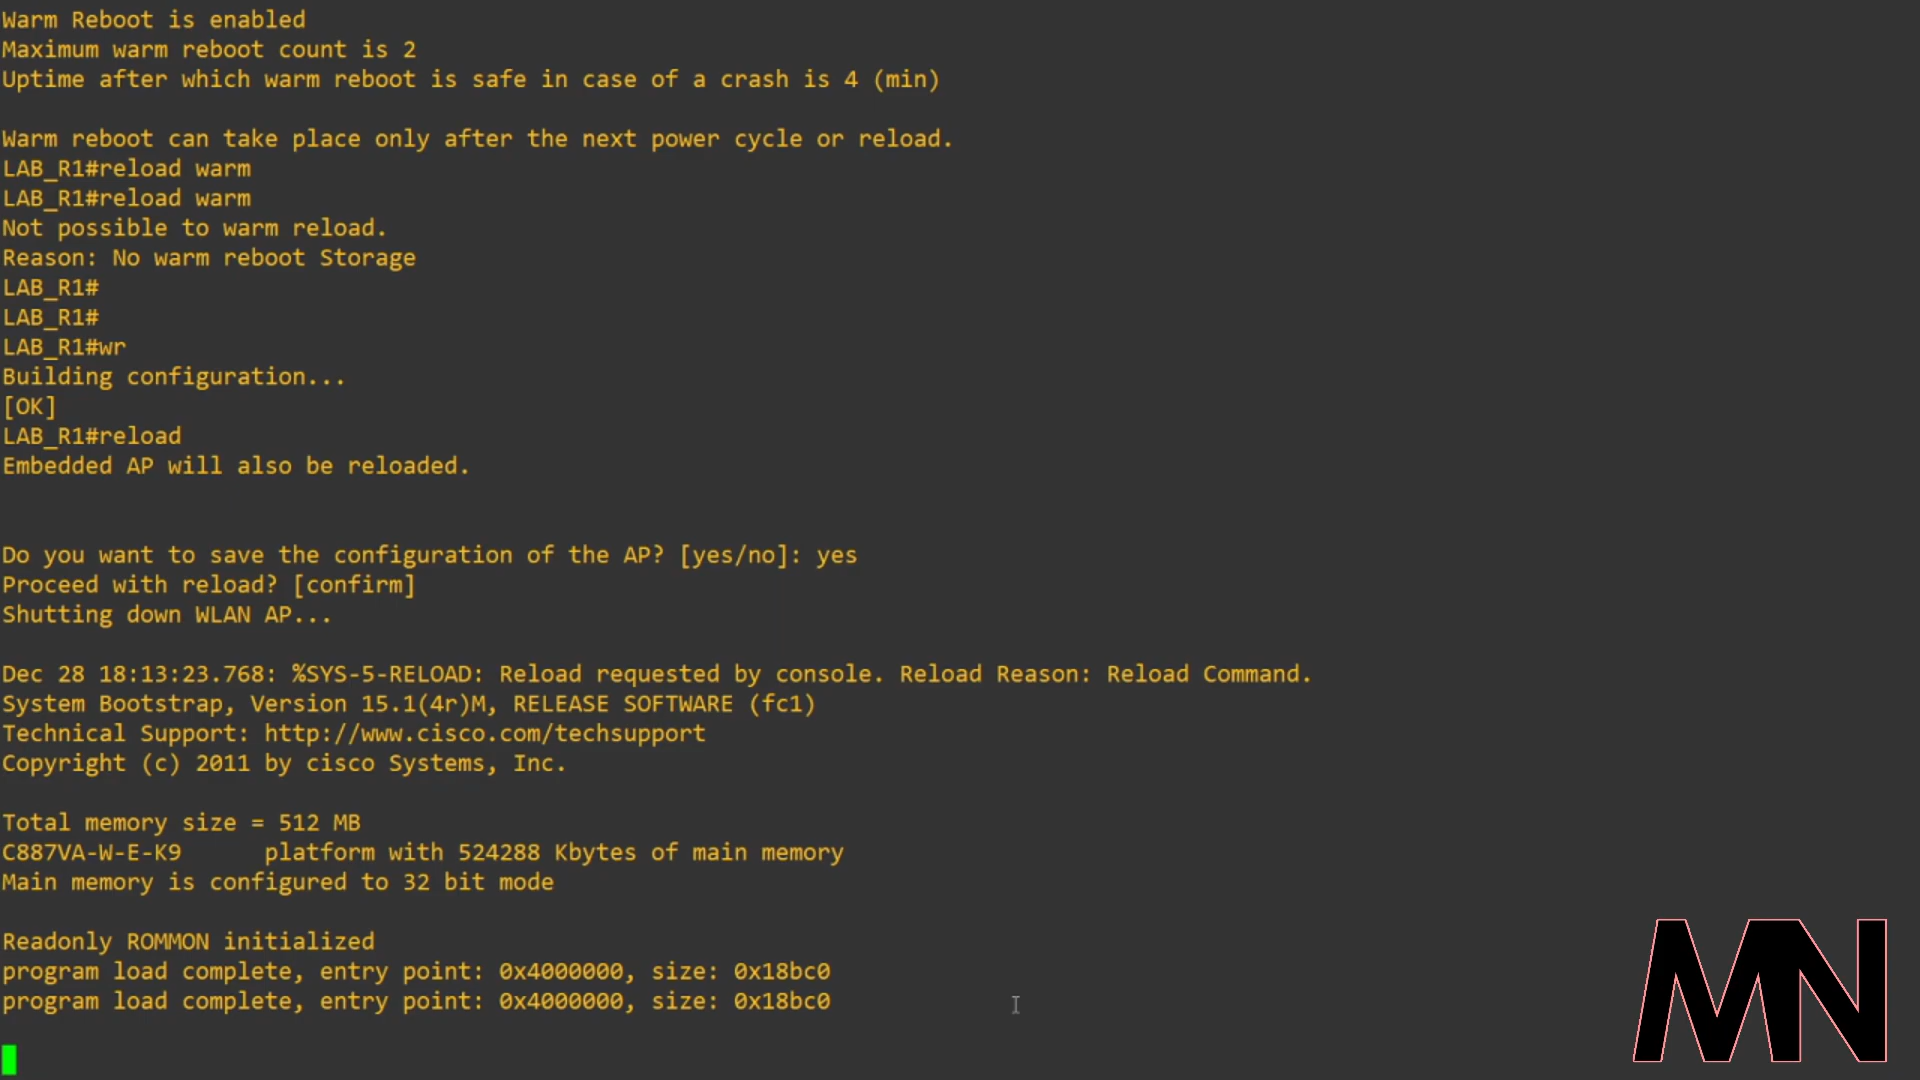 Warm Reboot is enabled
Maximum warm reboot count is 2
Uptime after which warm reboot is safe in case of a crash is 4 (min)
Warm reboot can take place only after the next power cycle or reload.
LAB_R1#reload warm
LAB_R1#reload warm
Not possible to warm reload.
Reason: No warm reboot Storage
LAB_R1#
LAB_R1#
LAB_R1#wr
Building configuration...
[OK]
LAB_R1#reload
Embedded AP will also be reloaded.
Do you want to save the configuration of the AP? [yes/no]: yes
Proceed with reload? [confirm]
Shutting down WLAN AP...
Dec 28 18:13:23.768: %SYS-5-RELOAD: Reload requested by console. Reload Reason: Reload Command.
System Bootstrap, Version 15.1(4r)M, RELEASE SOFTWARE (fc1)
Technical Support: http://www.cisco.com/techsupport
Copyright (c) 2011 by cisco Systems, Inc.
Total memory size = 512 MB
C887VA-W-E-K9      platform with 524288 Kbytes of main memory
Main memory is configured to 32 bit mode
Readonly ROMMON initialized
program load complete, entry point: 0x4000000, size: 0x18bc0
program load complete, entry point: 0x4000000, size: 0x18bc0
MN